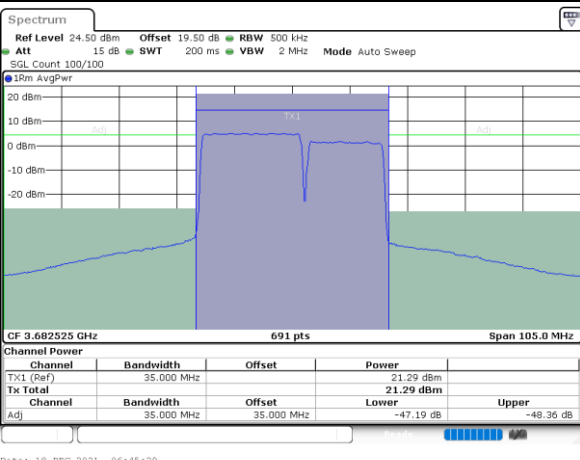 Spectrum
Ref Level 24.50 dBm Offset 19.50 dB RBW 500 kHz
Att 15 dB SWT 200 ms VBW 2 MHz Mode Auto Sweep
SGL Count 100/100
1Rm AvgPwr
20 dBm
TX1
10 dBm
Adj Adj
0 dBm
-10 dBm
-20 dBm
CF 3.682525 GHz 691 pts Span 105.0 MHz
Channel Power
Channel Bandwidth Offset Power
TX1 (Ref) 35.000 MHz 21.29 dBm
Tx Total 21.29 dBm
Channel Bandwidth Offset Lower Upper
Adj 35.000 MHz 35.000 MHz -47.19 dB -48.36 dB
Ready